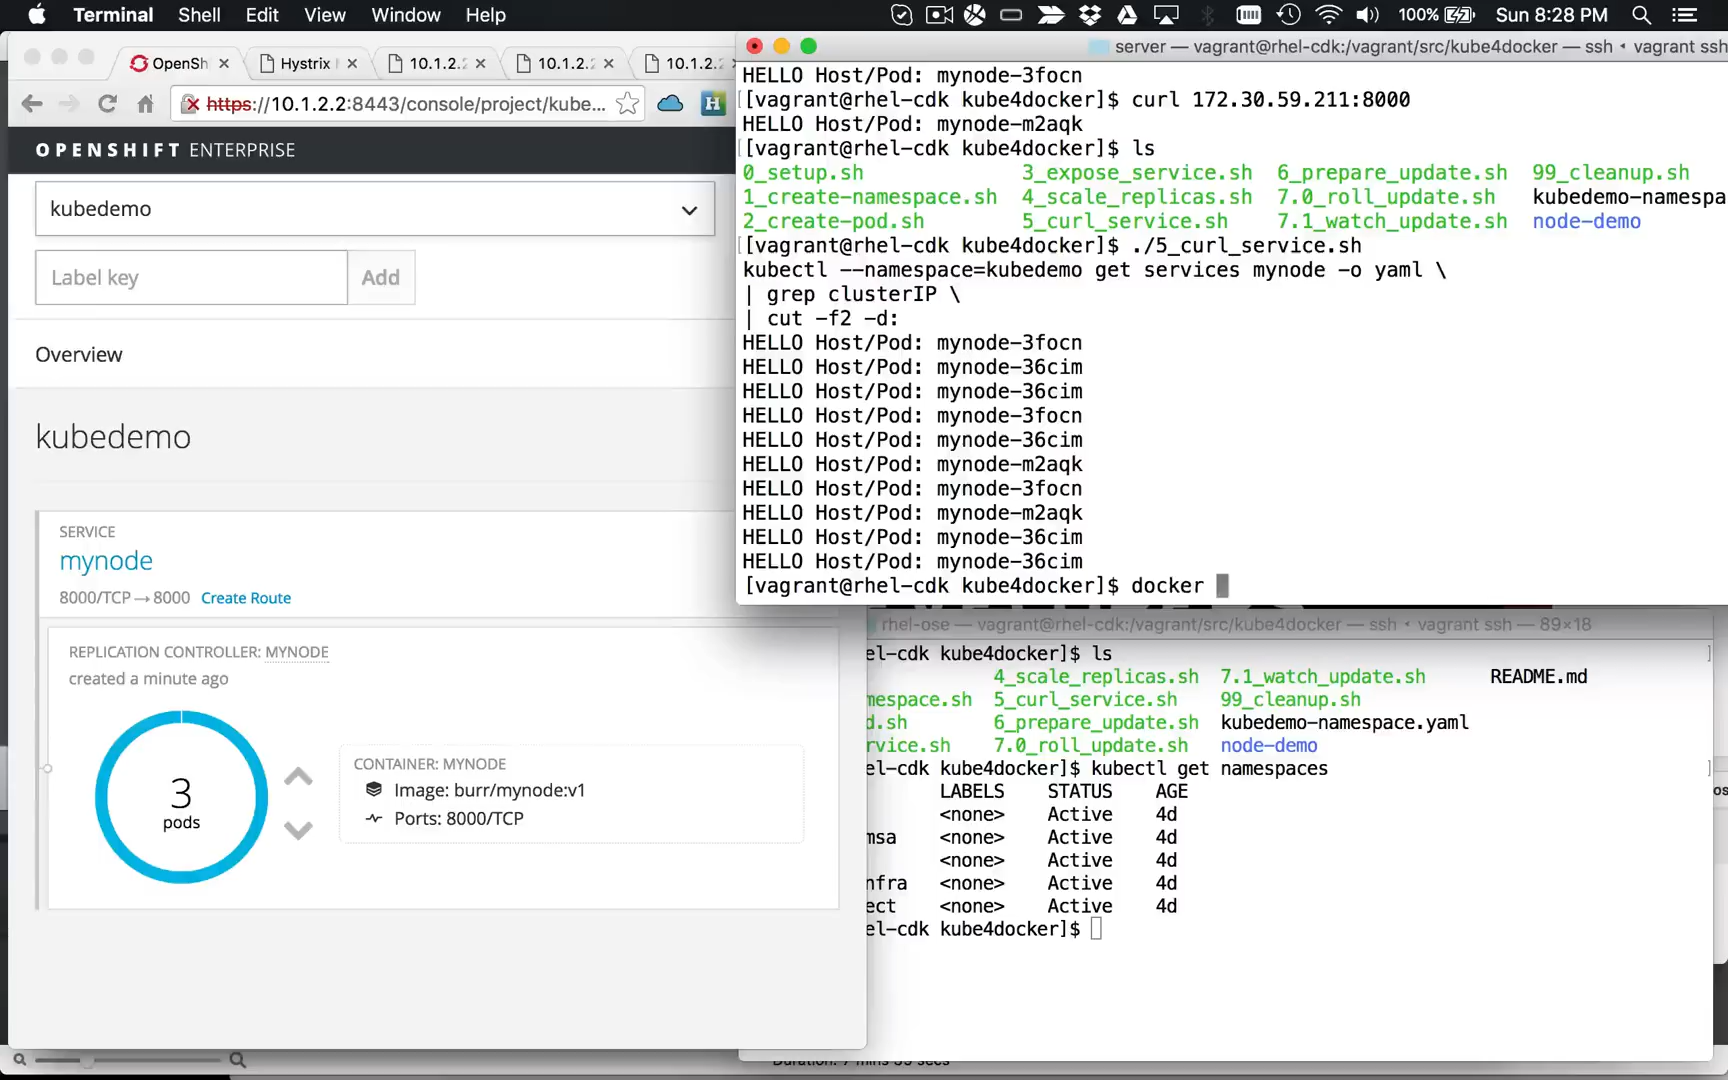 Terminal Shell Edit View Window Help 100% Sun 8:28 PM
OpenSh Hystrix 10.1.2. 10.1.2. 10.1.2.
https://10.1.2.2:8443/console/project/kube... H
OPENSHIFT ENTERPRISE
kubedemo
Label key Add
Overview
kubedemo
SERVICE
mynode
8000/TCP → 8000 Create Route
REPLICATION CONTROLLER: MYNODE
created a minute ago
3
pods
CONTAINER: MYNODE
Image: burr/mynode:v1
Ports: 8000/TCP
server — vagrant@rhel-cdk:/vagrant/src/kube4docker — ssh • vagrant ssh
HELLO Host/Pod: mynode-3focn
[vagrant@rhel-cdk kube4docker]$ curl 172.30.59.211:8000
HELLO Host/Pod: mynode-m2aqk
[vagrant@rhel-cdk kube4docker]$ ls
0_setup.sh 3_expose_service.sh 6_prepare_update.sh 99_cleanup.sh
1_create-namespace.sh 4_scale_replicas.sh 7.0_roll_update.sh kubedemo-namespa
2_create-pod.sh 5_curl_service.sh 7.1_watch_update.sh node-demo
[vagrant@rhel-cdk kube4docker]$ ./5_curl_service.sh
kubectl --namespace=kubedemo get services mynode -o yaml \
| grep clusterIP \
| cut -f2 -d:
HELLO Host/Pod: mynode-3focn
HELLO Host/Pod: mynode-36cim
HELLO Host/Pod: mynode-36cim
HELLO Host/Pod: mynode-3focn
HELLO Host/Pod: mynode-36cim
HELLO Host/Pod: mynode-m2aqk
HELLO Host/Pod: mynode-3focn
HELLO Host/Pod: mynode-m2aqk
HELLO Host/Pod: mynode-36cim
HELLO Host/Pod: mynode-36cim
[vagrant@rhel-cdk kube4docker]$ docker
rhel-ose — vagrant@rhel-cdk:/vagrant/src/kube4docker — ssh • vagrant ssh — 89×18
el-cdk kube4docker]$ ls
4_scale_replicas.sh 7.1_watch_update.sh README.md
mespace.sh 5_curl_service.sh 99_cleanup.sh
d.sh 6_prepare_update.sh kubedemo-namespace.yaml
rvice.sh 7.0_roll_update.sh node-demo
el-cdk kube4docker]$ kubectl get namespaces
LABELS STATUS AGE
<none> Active 4d
msa <none> Active 4d
<none> Active 4d
nfra <none> Active 4d
ect <none> Active 4d
el-cdk kube4docker]$